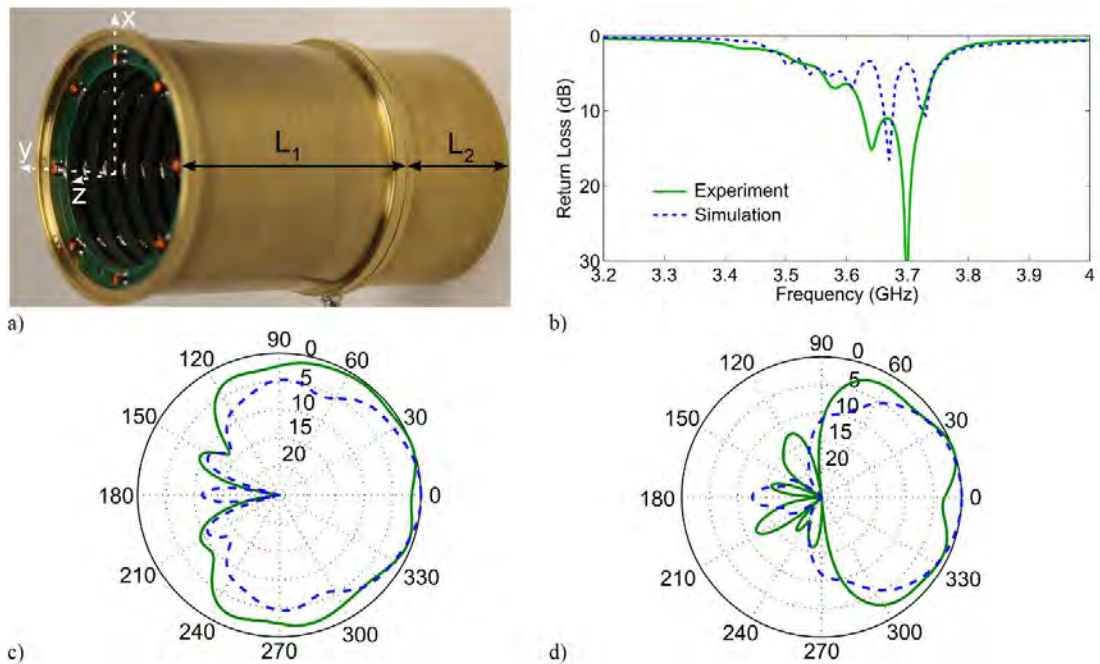 x
y
z
L1
L2
a)
0
10
20
30
Return Loss (dB)
Experiment
Simulation
3.2 3.3 3.4 3.5 3.6 3.7 3.8 3.9 4
Frequency (GHz)
b)
90
120 0 60
5
10
150 15 30
20
180 0
210 330
240 300
270
c)
90
120 0 60
5
10
150 15 30
20
180 0
210 330
240 300
270
d)